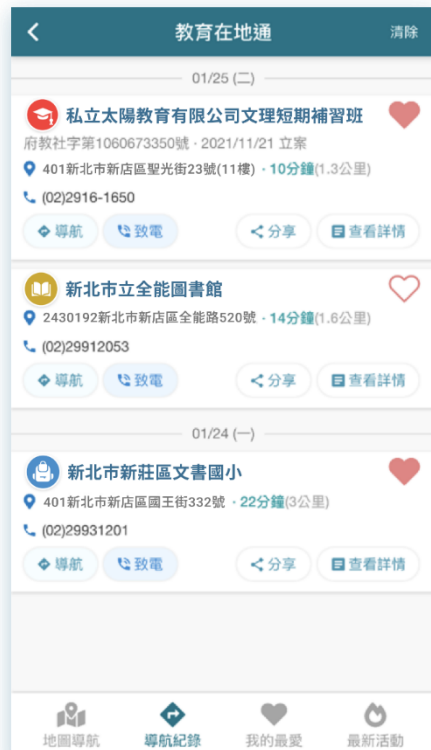 教育在地通 清除
01/25 (二)
私立太陽教育有限公司文理短期補習班
府教社字第1060673350號 · 2021/11/21 立案
401新北市新店區聖光街23號(11樓) · 10分鐘(1.3公里)
(02)2916-1650
導航 致電 分享 查看詳情
新北市立全能圖書館
2430192新北市新店區全能路520號 · 14分鐘(1.6公里)
(02)29912053
導航 致電 分享 查看詳情
01/24 (一)
新北市新莊區文書國小
401新北市新店區國王街332號 · 22分鐘(3公里)
(02)29931201
導航 致電 分享 查看詳情
地圖導航 導航紀錄 我的最愛 最新活動